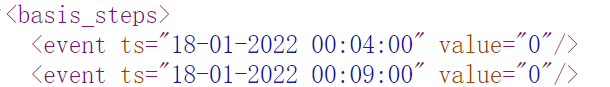 <basis_steps>
<event ts="18-01-2022 00:04:00" value="0"/>
<event ts="18-01-2022 00:09:00" value="0"/>